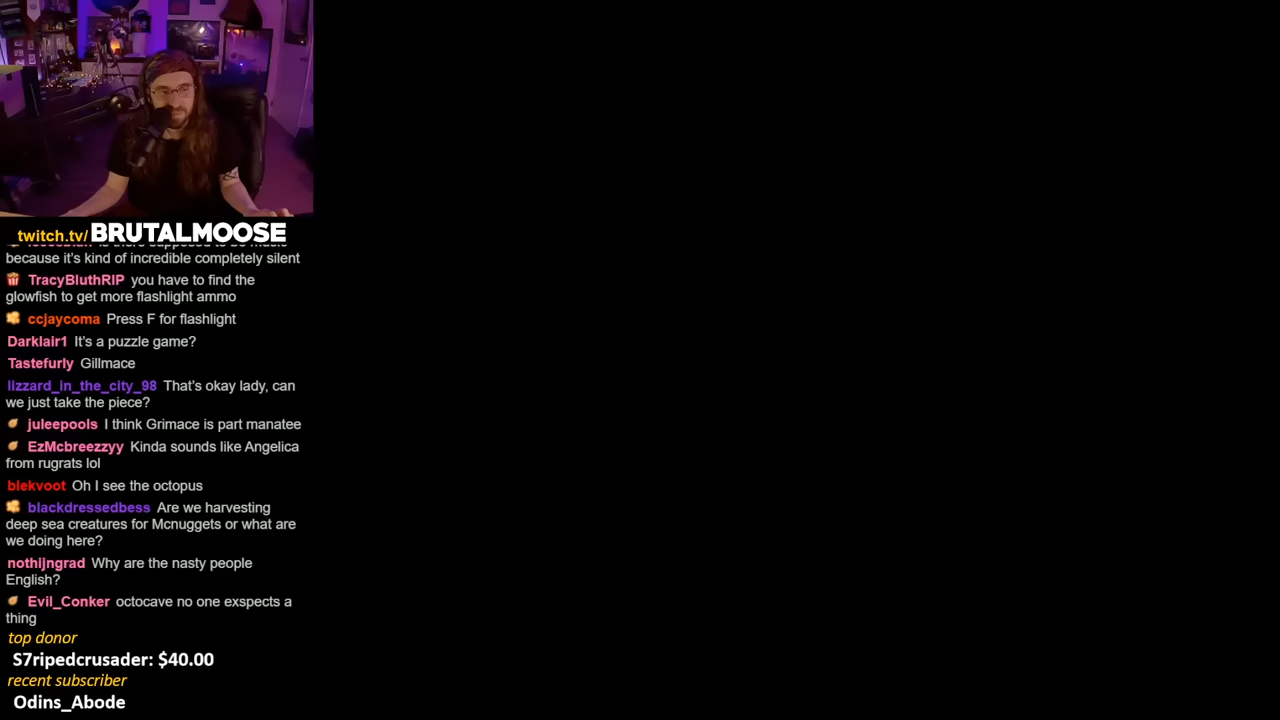 twitch.tv/BRUTALMOOSE
because it's kind of incredible completely silent
TracyBluthRIP you have to find the
glowfish to get more flashlight ammo
ccjaycoma Press F for flashlight
Darklair1 It's a puzzle game?
Tastefurly Gillmace
lizzard_in_the_city_98 That's okay lady, can
we just take the piece?
juleepools I think Grimace is part manatee
EzMcbreezzyy Kinda sounds like Angelica
from rugrats lol
blekvoot Oh I see the octopus
blackdressedbess Are we harvesting
deep sea creatures for Mcnuggets or what are
we doing here?
nothijngrad Why are the nasty people
English?
Evil_Conker octocave no one exspects a
thing
top donor
S7ripedcrusader: $40.00
recent subscriber
Odins_Abode